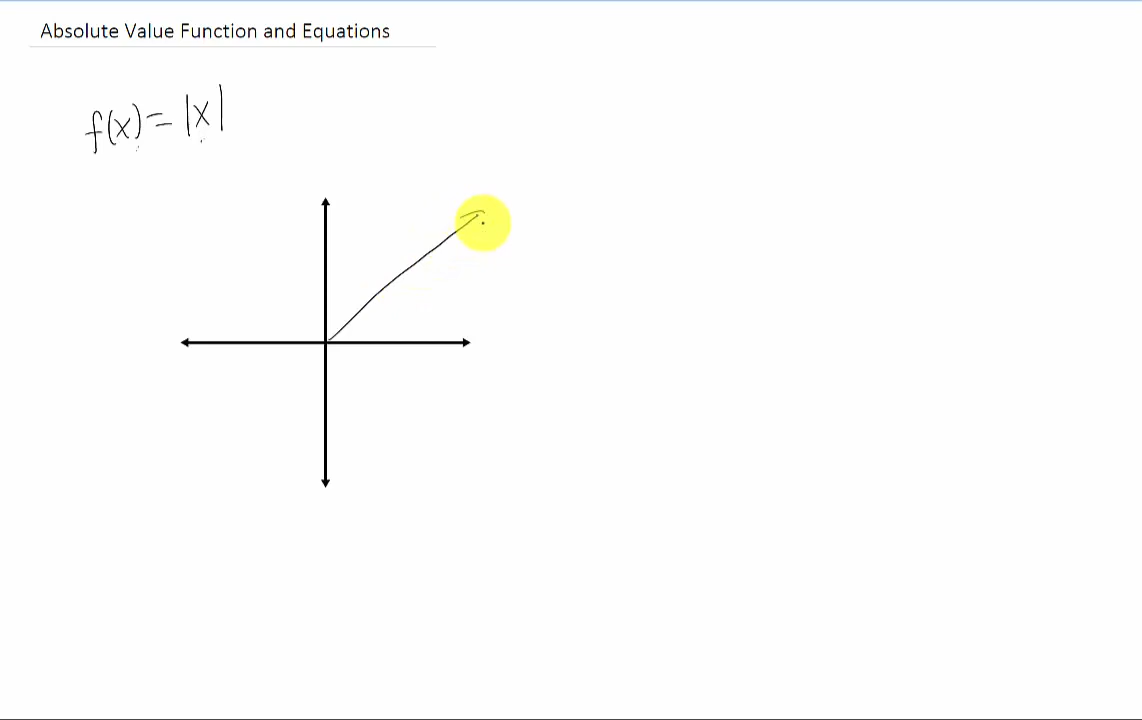 Absolute Value Function and Equations
f(x) = |x|